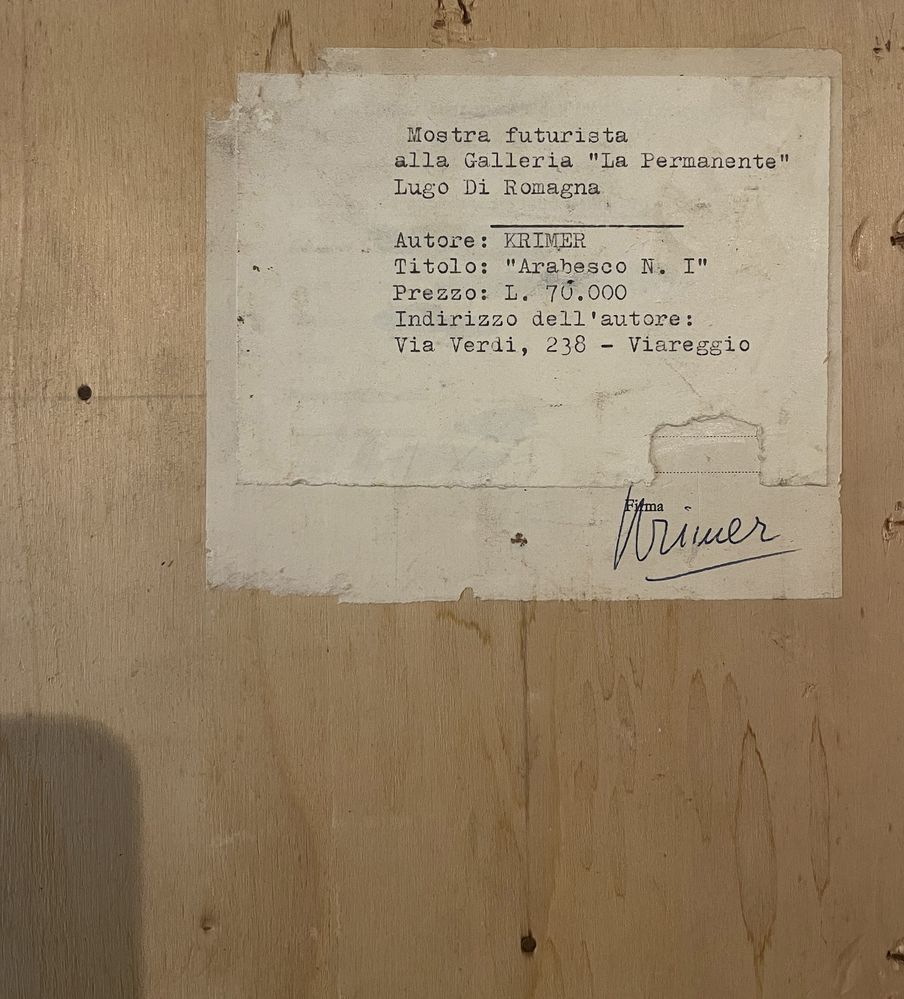 Mostra futurista
alla Galleria "La Permanente"
Lugo Di Romagna
Autore: KRIMER
Titolo: "Arabesco N. I"
Prezzo: L. 70.000
Indirizzo dell'autore:
Via Verdi, 238 - Viareggio
Firma
Krimer